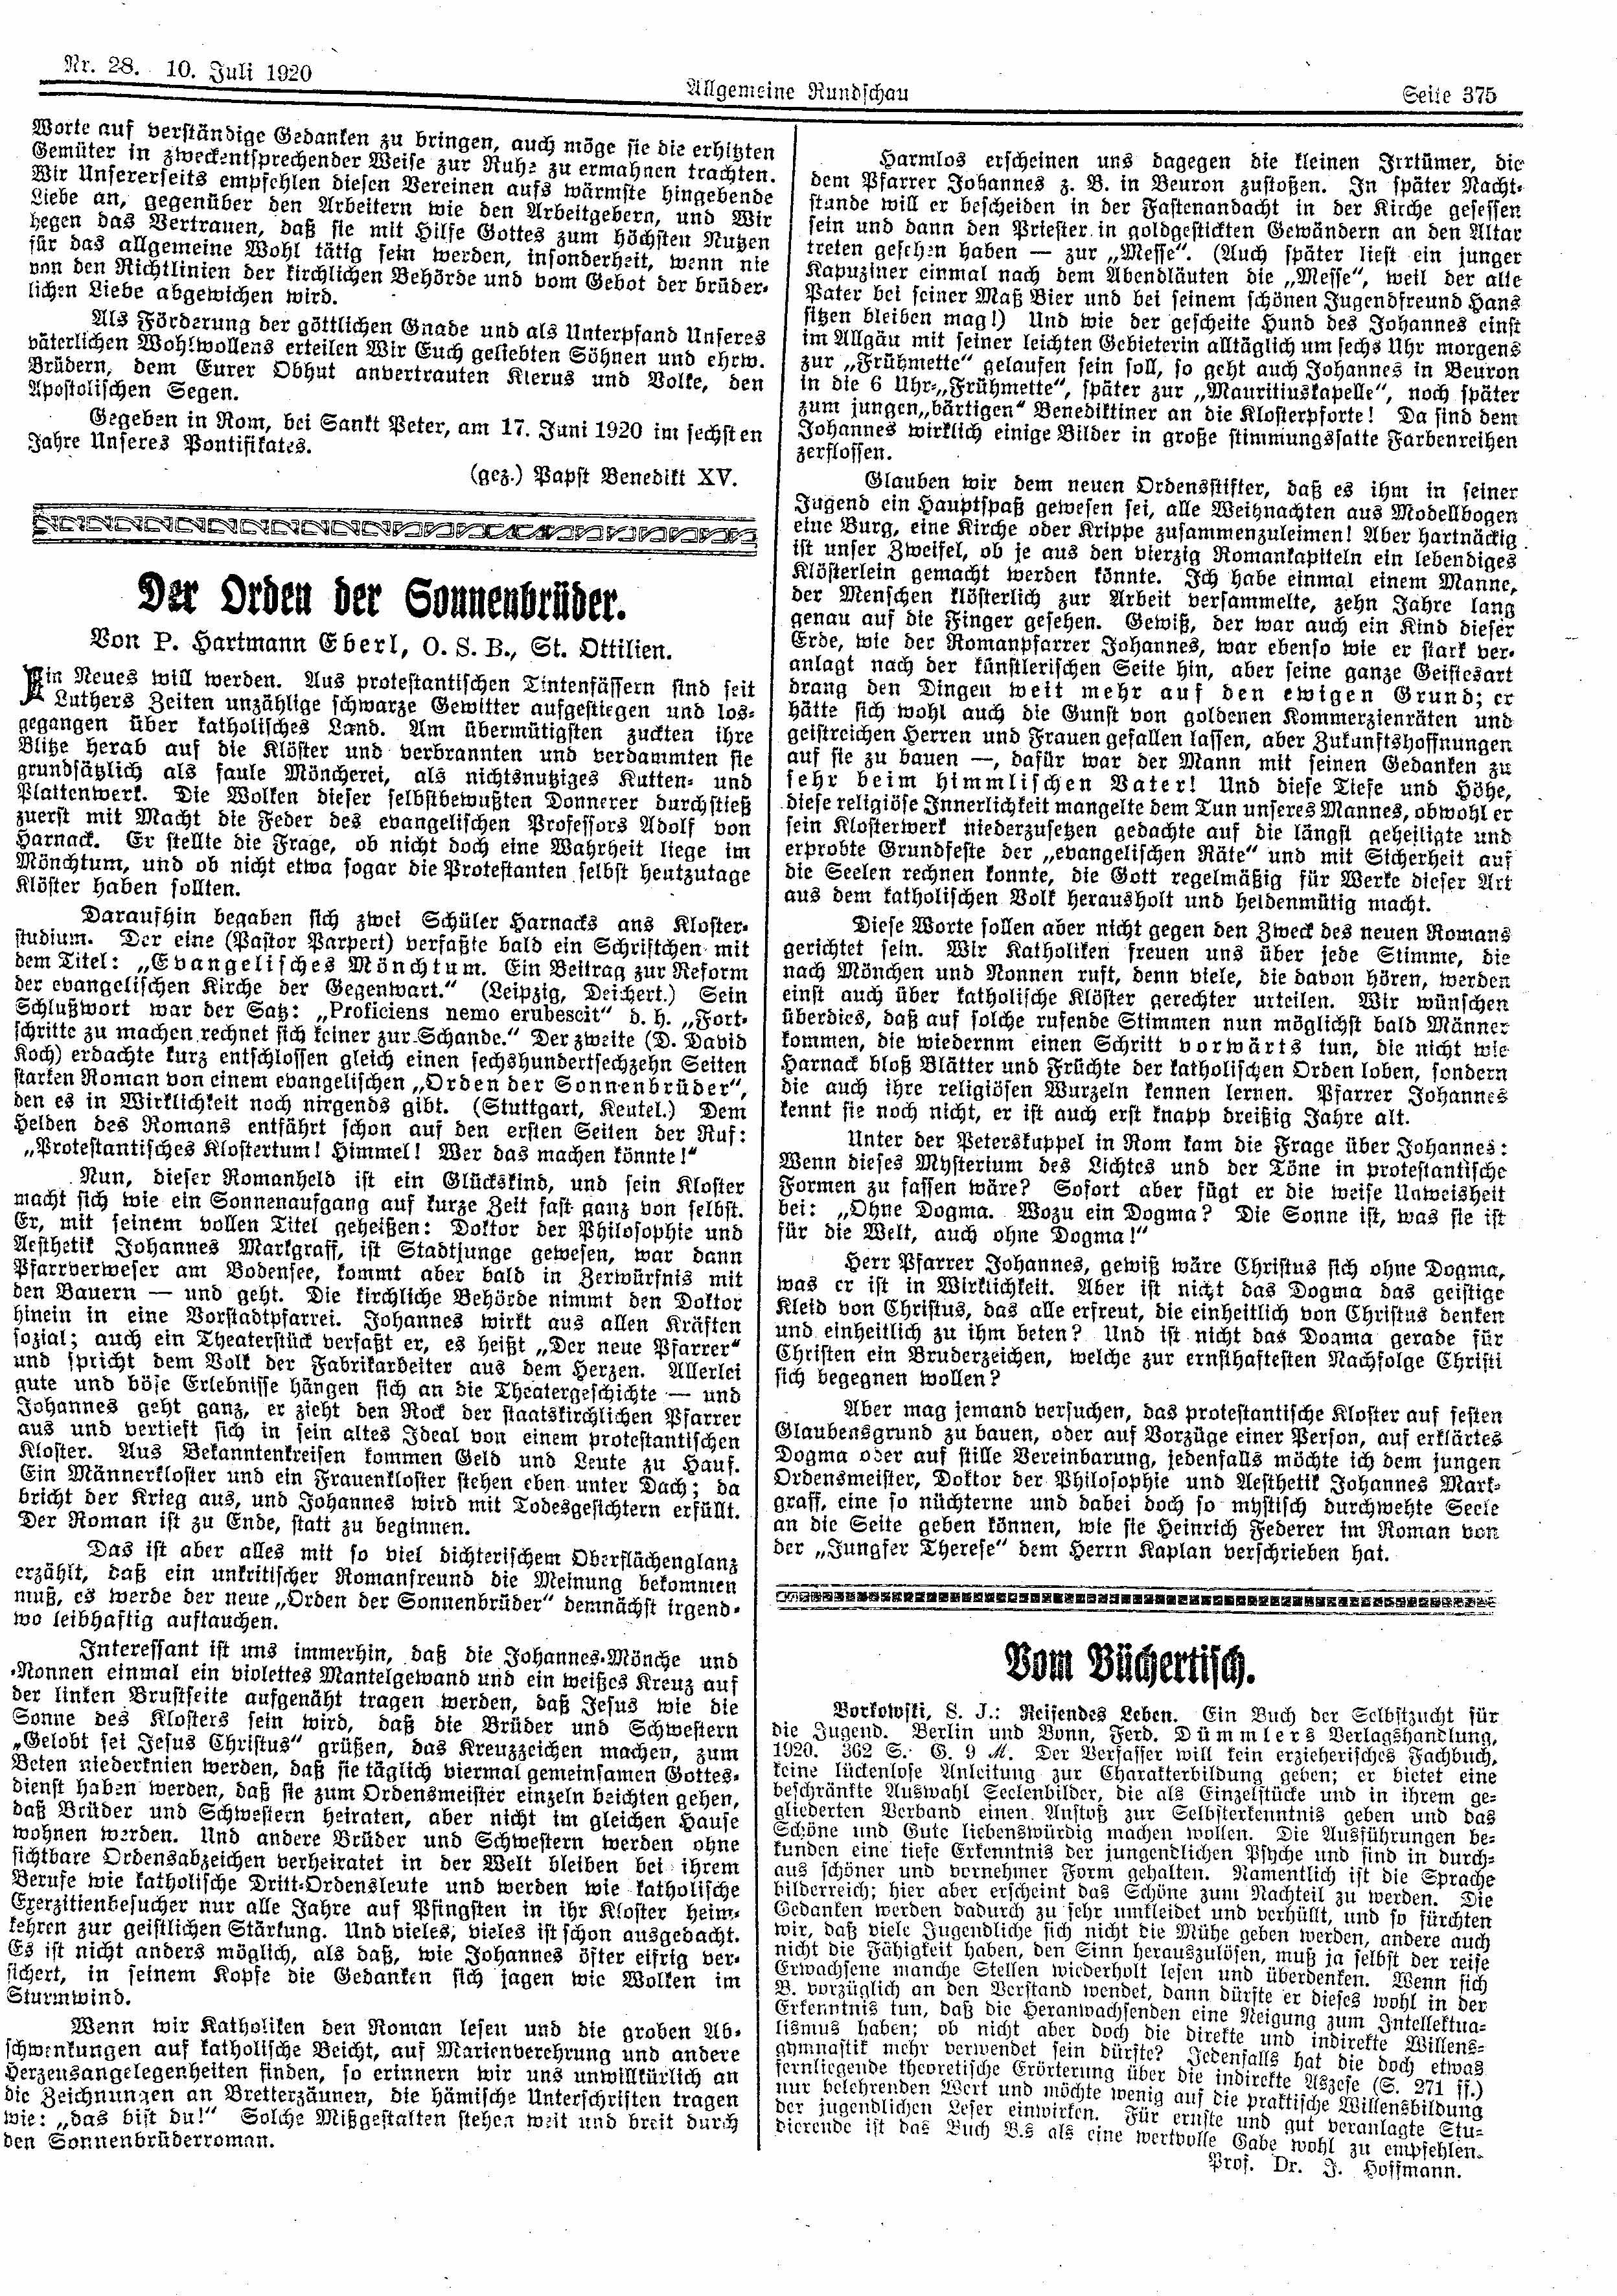 Nr. 28. 10. Juli 1920
Allgemeine Rundschau
Seite 375
Worte auf verständige Gedanken zu bringen, auch möge sie die erhitzten
Gemüter in zweckentsprechender Weise zur Ruhe zu ermahnen trachten.
Wir Unsererseits empfehlen diesen Vereinen aufs wärmste hingebende
Liebe an, gegenüber den Arbeitern wie den Arbeitgebern, und Wir
hegen das Vertrauen, daß sie mit Hilfe Gottes zum höchsten Nutzen
für das allgemeine Wohl tätig sein werden, insonderheit, wenn nie
von den Richtlinien der kirchlichen Behörde und vom Gebot der brüder-
lichen Liebe abgewichen wird.
Als Förderung der göttlichen Gnade und als Unterpfand Unseres
väterlichen Wohlwollens erteilen Wir Euch geliebten Söhnen und ehrw.
Brüdern, dem Eurer Obhut anvertrauten Klerus und Volke, den
Apostolischen Segen.
Gegeben in Rom, bei Sankt Peter, am 17. Juni 1920 im sechsten
Jahre Unseres Pontifikates.
(gez.) Papst Benedikt XV.
Der Orden der Sonnenbrüder.
Von P. Hartmann Eberl, O. S. B., St. Ottilien.
Ein Neues will werden. Aus protestantischen Tintenfässern sind seit
Luthers Zeiten unzählige schwarze Gewitter aufgestiegen und los-
gegangen über katholisches Land. Am übermütigsten zuckten ihre
Blitze herab auf die Klöster und verbrannten und verdammten sie
grundsätzlich als faule Möncherei, als nichtsnutziges Kutten- und
Plattenwerk. Die Wolken dieser selbstbewußten Donnerer durchstieß
zuerst mit Macht die Feder des evangelischen Professors Adolf von
Harnack. Er stellte die Frage, ob nicht doch eine Wahrheit liege im
Mönchtum, und ob nicht etwa sogar die Protestanten selbst heutzutage
Klöster haben sollten.
Daraufhin begaben sich zwei Schüler Harnacks ans Kloster-
studium. Der eine (Pastor Parpert) verfaßte bald ein Schriftchen mit
dem Titel: „Evangelisches Mönchtum. Ein Beitrag zur Reform
der evangelischen Kirche der Gegenwart.“ (Leipzig, Deichert.) Sein
Schlußwort war der Satz: „Proficiens nemo erubescit“ d. h. „Fort-
schritte zu machen rechnet sich keiner zur Schande.“ Der zweite (D. David
Koch) erdachte kurz entschlossen gleich einen sechshundertsechzehn Seiten
starken Roman von einem evangelischen „Orden der Sonnenbrüder“,
den es in Wirklichkeit noch nirgends gibt. (Stuttgart, Keutel.) Dem
Helden des Romans entfährt schon auf den ersten Seiten der Ruf:
„Protestantisches Klostertum! Himmel! Wer das machen könnte!“
Nun, dieser Romanheld ist ein Glückskind, und sein Kloster
macht sich wie ein Sonnenaufgang auf kurze Zeit fast ganz von selbst.
Er, mit seinem vollen Titel geheißen: Doktor der Philosophie und
Aesthetik Johannes Markgraff, ist Stadtjunge gewesen, war dann
Pfarrverweser am Bodensee, kommt aber bald in Zerwürfnis mit
den Bauern — und geht. Die kirchliche Behörde nimmt den Doktor
hinein in eine Vorstadtpfarrei. Johannes wirkt aus allen Kräften
sozial; auch ein Theaterstück verfaßt er, es heißt „Der neue Pfarrer“
und spricht dem Volk der Fabrikarbeiter aus dem Herzen. Allerlei
gute und böse Erlebnisse hängen sich an die Theatergeschichte — und
Johannes geht ganz, er zieht den Rock der staatskirchlichen Pfarrer
aus und vertieft sich in sein altes Ideal von einem protestantischen
Kloster. Aus Bekanntenkreisen kommen Geld und Leute zu Hauf.
Ein Männerkloster und ein Frauenkloster stehen eben unter Dach; da
bricht der Krieg aus, und Johannes wird mit Todesgesichtern erfüllt.
Der Roman ist zu Ende, statt zu beginnen.
Das ist aber alles mit so viel dichterischem Oberflächenglanz
erzählt, daß ein unkritischer Romanfreund die Meinung bekommen
muß, es werde der neue „Orden der Sonnenbrüder“ demnächst irgend-
wo leibhaftig auftauchen.
Interessant ist uns immerhin, daß die Johannes-Mönche und
-Nonnen einmal ein violettes Mantelgewand und ein weißes Kreuz auf
der linken Brustseite aufgenäht tragen werden, daß Jesus wie die
Sonne des Klosters sein wird, daß die Brüder und Schwestern
„Gelobt sei Jesus Christus“ grüßen, das Kreuzzeichen machen, zum
Beten niederknien werden, daß sie täglich viermal gemeinsamen Gottes-
dienst haben werden, daß sie zum Ordensmeister einzeln beichten gehen,
daß Brüder und Schwestern heiraten, aber nicht im gleichen Hause
wohnen werden. Und andere Brüder und Schwestern werden ohne
sichtbare Ordensabzeichen verheiratet in der Welt bleiben bei ihrem
Berufe wie katholische Dritt-Ordensleute und werden wie katholische
Exerzitienbesucher nur alle Jahre auf Pfingsten in ihr Kloster heim-
kehren zur geistlichen Stärkung. Und vieles, vieles ist schon ausgedacht.
Es ist nicht anders möglich, als daß, wie Johannes öfter eifrig ver-
sichert, in seinem Kopfe die Gedanken sich jagen wie Wolken im
Sturmwind.
Wenn wir Katholiken den Roman lesen und die groben Ab-
schwenkungen auf katholische Beicht, auf Marienverehrung und andere
Herzensangelegenheiten finden, so erinnern wir uns unwillkürlich an
die Zeichnungen an Bretterzäunen, die hämische Unterschriften tragen
wie: „das bist du!“ Solche Mißgestalten stehen weit und breit durch
den Sonnenbrüderroman.
Harmlos erscheinen uns dagegen die kleinen Irrtümer, die
dem Pfarrer Johannes z. B. in Beuron zustoßen. In später Nacht-
stunde will er bescheiden in der Fastenandacht in der Kirche gesessen
sein und dann den Priester in goldgestickten Gewändern an den Altar
treten gesehen haben — zur „Messe“. (Auch später liest ein junger
Kapuziner einmal nach dem Abendläuten die „Messe“, weil der alte
Pater bei seiner Maß Bier und bei seinem schönen Jugendfreund Hans
sitzen bleiben mag!) Und wie der gescheite Hund des Johannes einst
im Allgäu mit seiner leichten Gebieterin alltäglich um sechs Uhr morgens
zur „Frühmette“ gelaufen sein soll, so geht auch Johannes in Beuron
in die 6 Uhr-„Frühmette“, später zur „Mauritiuskapelle“, noch später
zum jungen „bärtigen“ Benediktiner an die Klosterpforte! Da sind dem
Johannes wirklich einige Bilder in große stimmungssatte Farbenreihen
zerflossen.
Glauben wir dem neuen Ordensstifter, daß es ihm in seiner
Jugend ein Hauptspaß gewesen sei, alle Weihnachten aus Modellbogen
eine Burg, eine Kirche oder Krippe zusammenzuleimen! Aber hartnäckig
ist unser Zweifel, ob je aus den vierzig Romankapiteln ein lebendiges
Klösterlein gemacht werden könnte. Ich habe einmal einem Manne,
der Menschen klösterlich zur Arbeit versammelte, zehn Jahre lang
genau auf die Finger gesehen. Gewiß, der war auch ein Kind dieser
Erde, wie der Romanpfarrer Johannes, war ebenso wie er stark ver-
anlagt nach der künstlerischen Seite hin, aber seine ganze Geistesart
drang den Dingen weit mehr auf den ewigen Grund; er
hätte sich wohl auch die Gunst von goldenen Kommerzienräten und
geistreichen Herren und Frauen gefallen lassen, aber Zukunftshoffnungen
auf sie zu bauen —, dafür war der Mann mit seinen Gedanken zu
sehr beim himmlischen Vater! Und diese Tiefe und Höhe,
diese religiöse Innerlichkeit mangelte dem Tun unseres Mannes, obwohl er
sein Klosterwerk niederzusetzen gedachte auf die längst geheiligte und
erprobte Grundfeste der „evangelischen Räte“ und mit Sicherheit auf
die Seelen rechnen konnte, die Gott regelmäßig für Werke dieser Art
aus dem katholischen Volk herausholt und heldenmütig macht.
Diese Worte sollen aber nicht gegen den Zweck des neuen Romans
gerichtet sein. Wir Katholiken freuen uns über jede Stimme, die
nach Mönchen und Nonnen ruft, denn viele, die davon hören, werden
einst auch über katholische Klöster gerechter urteilen. Wir wünschen
überdies, daß auf solche rufende Stimmen nun möglichst bald Männer
kommen, die wiedernm einen Schritt vorwärts tun, die nicht wie
Harnack bloß Blätter und Früchte der katholischen Orden loben, sondern
die auch ihre religiösen Wurzeln kennen lernen. Pfarrer Johannes
kennt sie noch nicht, er ist auch erst knapp dreißig Jahre alt.
Unter der Peterskuppel in Rom kam die Frage über Johannes:
Wenn dieses Mysterium des Lichtes und der Töne in protestantische
Formen zu fassen wäre? Sofort aber fügt er die weise Unweisheit
bei: „Ohne Dogma. Wozu ein Dogma? Die Sonne ist, was sie ist
für die Welt, auch ohne Dogma!“
Herr Pfarrer Johannes, gewiß wäre Christus sich ohne Dogma,
was er ist in Wirklichkeit. Aber ist nicht das Dogma das geistige
Kleid von Christus, das alle erfreut, die einheitlich von Christus denken
und einheitlich zu ihm beten? Und ist nicht das Dogma gerade für
Christen ein Bruderzeichen, welche zur ernsthaftesten Nachfolge Christi
sich begegnen wollen?
Aber mag jemand versuchen, das protestantische Kloster auf festen
Glaubensgrund zu bauen, oder auf Vorzüge einer Person, auf erklärtes
Dogma oder auf stille Vereinbarung, jedenfalls möchte ich dem jungen
Ordensmeister, Doktor der Philosophie und Aesthetik Johannes Mark-
graff, eine so nüchterne und dabei doch so mystisch durchwehte Seele
an die Seite geben können, wie sie Heinrich Federer im Roman von
der „Jungfer Therese“ dem Herrn Kaplan verschrieben hat.
Vom Büchertisch.
Borkowski, S. J.: Reifendes Leben. Ein Buch der Selbstzucht für
die Jugend. Berlin und Bonn, Ferd. Dümmlers Verlagshandlung,
1920. 362 S. G. 9 M. Der Verfasser will kein erzieherisches Fachbuch,
keine lückenlose Anleitung zur Charakterbildung geben; er bietet eine
beschränkte Auswahl Seelenbilder, die als Einzelstücke und in ihrem ge-
gliederten Verband einen Anstoß zur Selbsterkenntnis geben und das
Schöne und Gute liebenswürdig machen wollen. Die Ausführungen be-
kunden eine tiefe Erkenntnis der jungendlichen Psyche und sind in durch-
aus schöner und vornehmer Form gehalten. Namentlich ist die Sprache
bilderreich; hier aber erscheint das Schöne zum Nachteil zu werden. Die
Gedanken werden dadurch zu sehr umkleidet und verhüllt, und so fürchten
wir, daß viele Jugendliche sich nicht die Mühe geben werden, andere auch
nicht die Fähigkeit haben, den Sinn herauszulösen, muß ja selbst der reife
Erwachsene manche Stellen wiederholt lesen und überdenken. Wenn sich
B. vorzüglich an den Verstand wendet, dann dürfte er dieses wohl in der
Erkenntnis tun, daß die Heranwachsenden eine Neigung zum Intellektua-
lismus haben; ob nicht aber doch die direkte und indirekte Willens-
gymnastik mehr verwendet sein dürfte? Jedenfalls hat die doch etwas
fernliegende theoretische Erörterung über die indirekte Aszese (S. 271 ff.)
nur belehrenden Wert und möchte wenig auf die praktische Willensbildung
der jugendlichen Leser einwirken. Für ernste und gut veranlagte Stu-
dierende ist das Buch B.s als eine wertvolle Gabe wohl zu empfehlen.
Prof. Dr. J. Hoffmann.